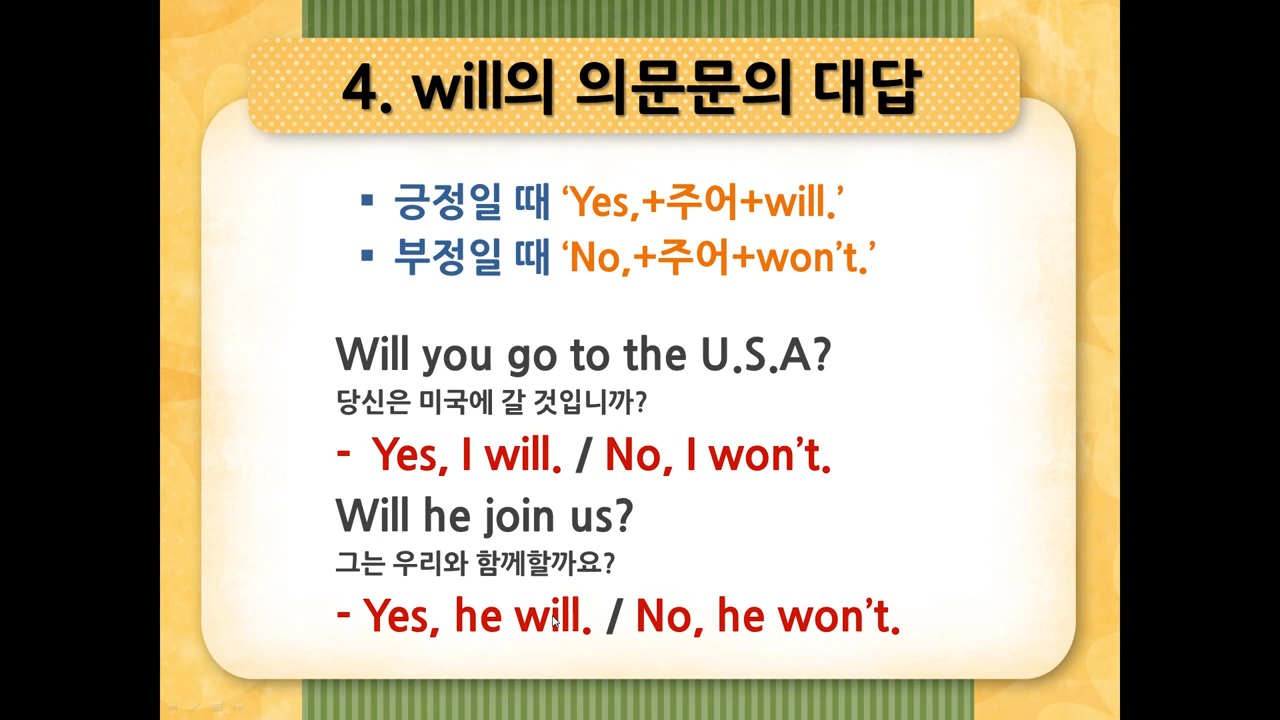 4. will의 의문문의 대답
▪ 긍정일 때 ‘Yes,+주어+will.’
▪ 부정일 때 ‘No,+주어+won’t.’
Will you go to the U.S.A?
당신은 미국에 갈 것입니까?
- Yes, I will. / No, I won’t.
Will he join us?
그는 우리와 함께할까요?
- Yes, he will. / No, he won’t.